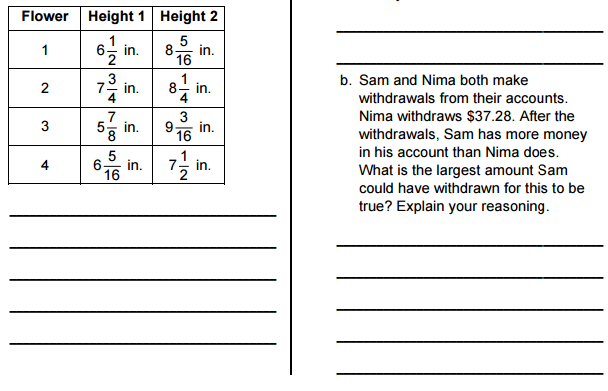 Flower Height 1 Height 2
1 6 1/2 in. 8 5/16 in.
2 7 3/4 in. 8 1/4 in.
3 5 7/8 in. 9 3/16 in.
4 6 5/16 in. 7 1/2 in.
b. Sam and Nima both make
withdrawals from their accounts.
Nima withdraws $37.28. After the
withdrawals, Sam has more money
in his account than Nima does.
What is the largest amount Sam
could have withdrawn for this to be
true? Explain your reasoning.